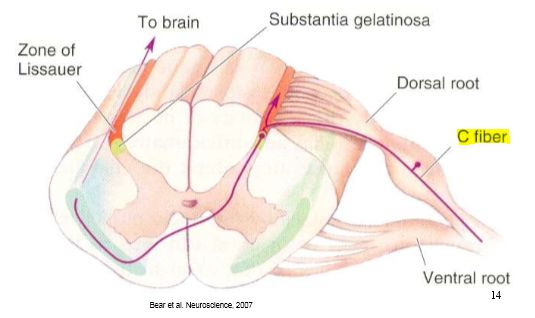 To brain
Substantia gelatinosa
Zone of
Lissauer
Dorsal root
C fiber
Ventral root
14
Bear et al. Neuroscience, 2007